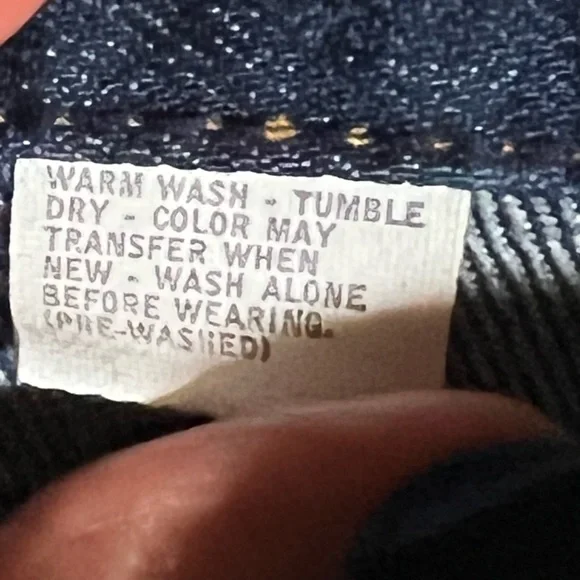 WARM WASH - TUMBLE
DRY - COLOR MAY
TRANSFER WHEN
NEW - WASH ALONE
BEFORE WEARING.
(PRE-WASHED)